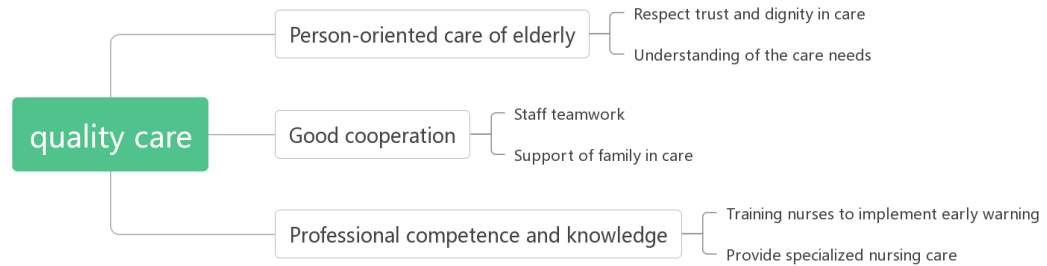 quality care
Person-oriented care of elderly
Respect trust and dignity in care
Understanding of the care needs
Good cooperation
Staff teamwork
Support of family in care
Professional competence and knowledge
Training nurses to implement early warning
Provide specialized nursing care